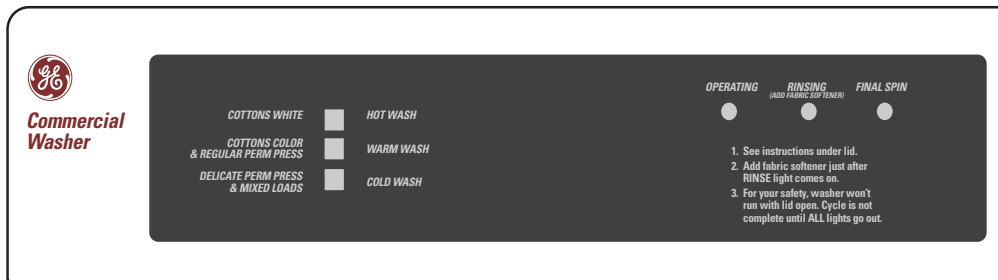 GE
Commercial
Washer
COTTONS WHITE
HOT WASH
COTTONS COLOR
& REGULAR PERM PRESS
WARM WASH
DELICATE PERM PRESS
& MIXED LOADS
COLD WASH
OPERATING
RINSING
(ADD FABRIC SOFTENER)
FINAL SPIN
1. See instructions under lid.
2. Add fabric softener just after
RINSE light comes on.
3. For your safety, washer won't
run with lid open. Cycle is not
complete until ALL lights go out.